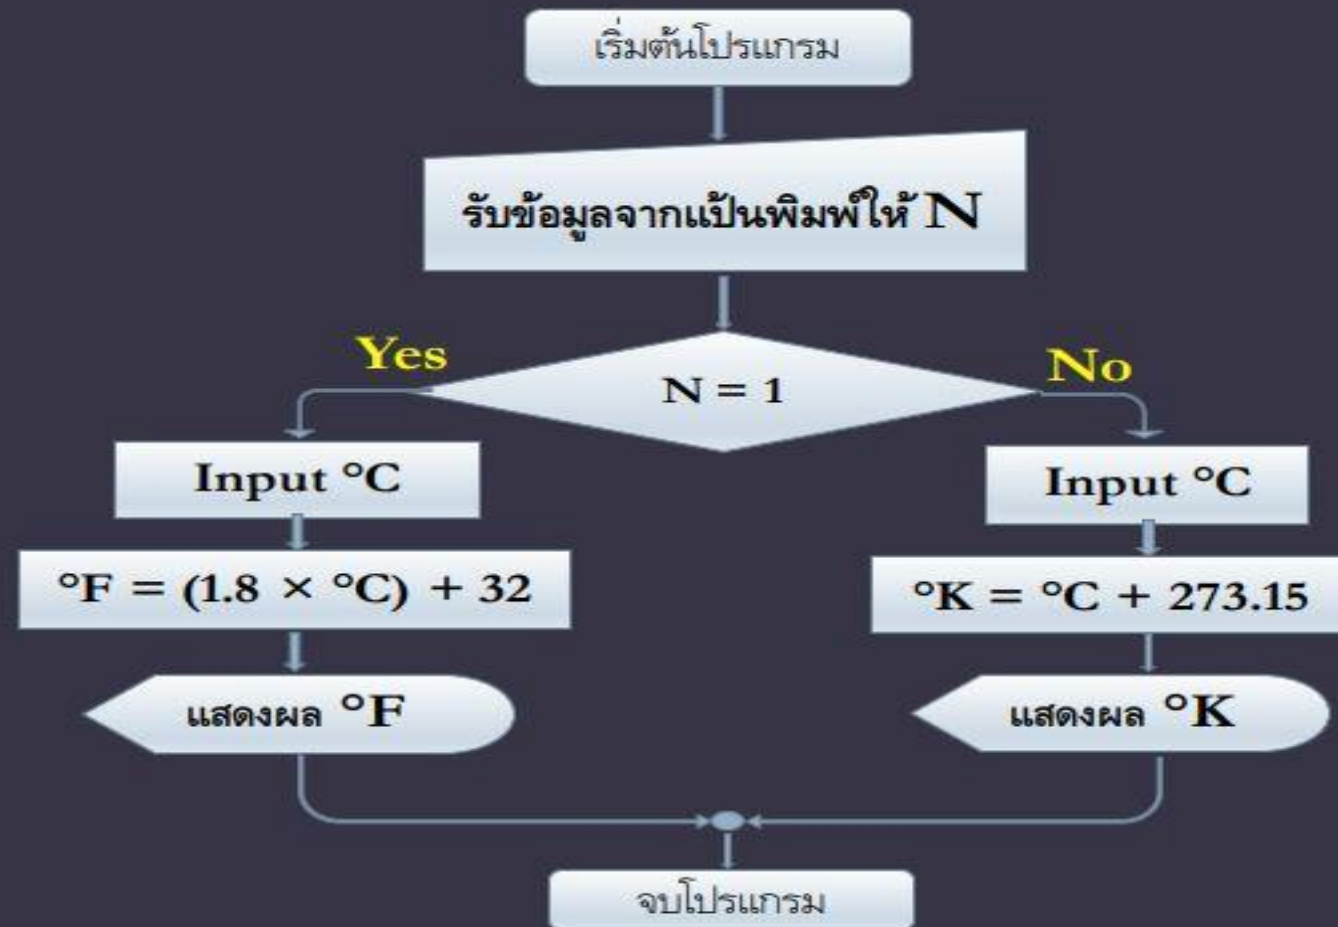 เริ่มต้นโปรแกรม
รับข้อมูลจากแป้นพิมพ์ให้ N
Yes
No
N = 1
Input °C
Input °C
°F = (1.8 × °C) + 32
°K = °C + 273.15
แสดงผล °F
แสดงผล °K
จบโปรแกรม